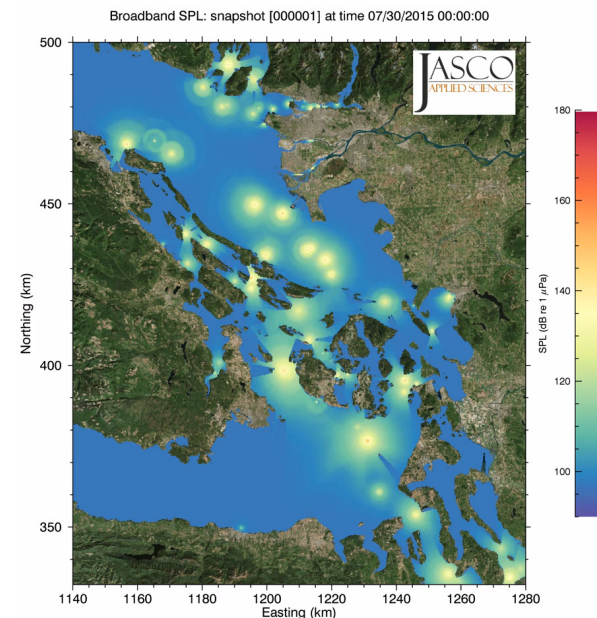 Broadband SPL: snapshot [000001] at time 07/30/2015 00:00:00
JASCO
APPLIED SCIENCES
500
450
400
350
Northing (km)
1140
1160
1180
1200
1220
1240
1260
1280
Easting (km)
180
160
140
120
100
SPL (dB re 1 μPa)